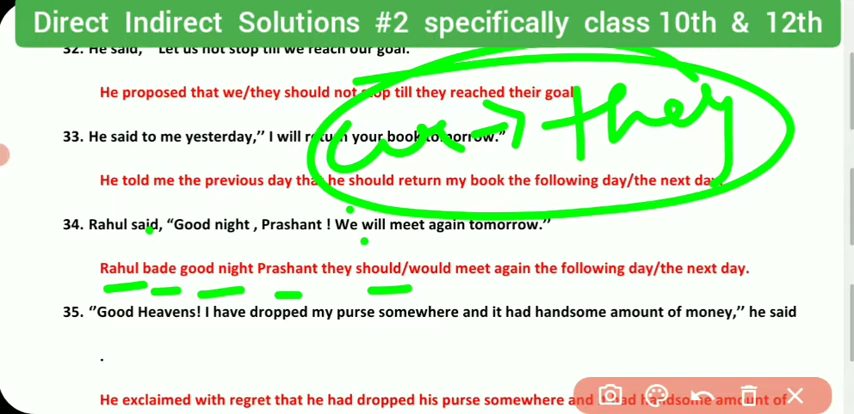 Direct Indirect Solutions #2 specifically class 10th & 12th
32. He said, “Let us not stop till we reach our goal.
He proposed that we/they should not stop till they reached their goal
33. He said to me yesterday,’’ I will return your book tomorrow.”
us → they
He told me the previous day that he should return my book the following day/the next day.
34. Rahul said, “Good night , Prashant ! We will meet again tomorrow.’’
Rahul bade good night Prashant they should/would meet again the following day/the next day.
35. ‘’Good Heavens! I have dropped my purse somewhere and it had handsome amount of money,’’ he said
.
He exclaimed with regret that he had dropped his purse somewhere and it had handsome amount of